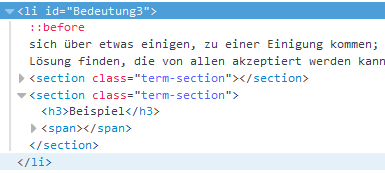 <li id="Bedeutung3">
::before
sich über etwas einigen, zu einer Einigung kommen;
Lösung finden, die von allen akzeptiert werden kann
<section class="term-section"></section>
<section class="term-section">
<h3>Beispiel</h3>
<span></span>
</section>
</li>